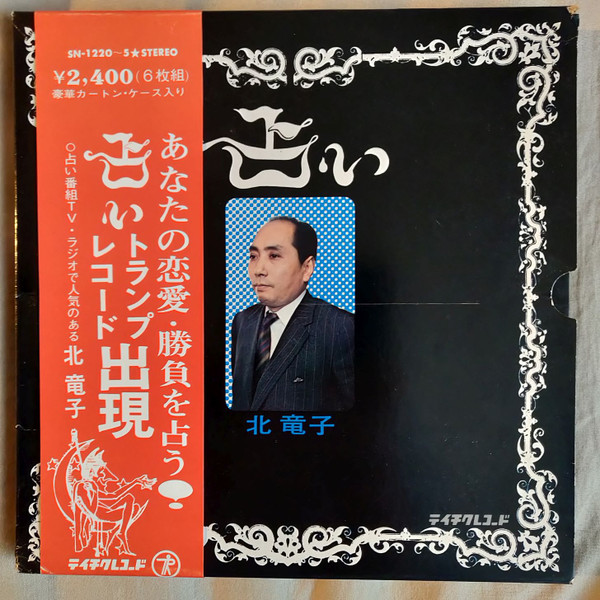 SN-1220〜5★STEREO
¥2,400(6枚組)
豪華カートン・ケース入り
あなたの恋愛・勝負を占う!
占いトランプ
レコード出現
○占い番組TV・ラジオで人気のある 北竜子
テイチクレコード
占い
北竜子
テイチクレコード